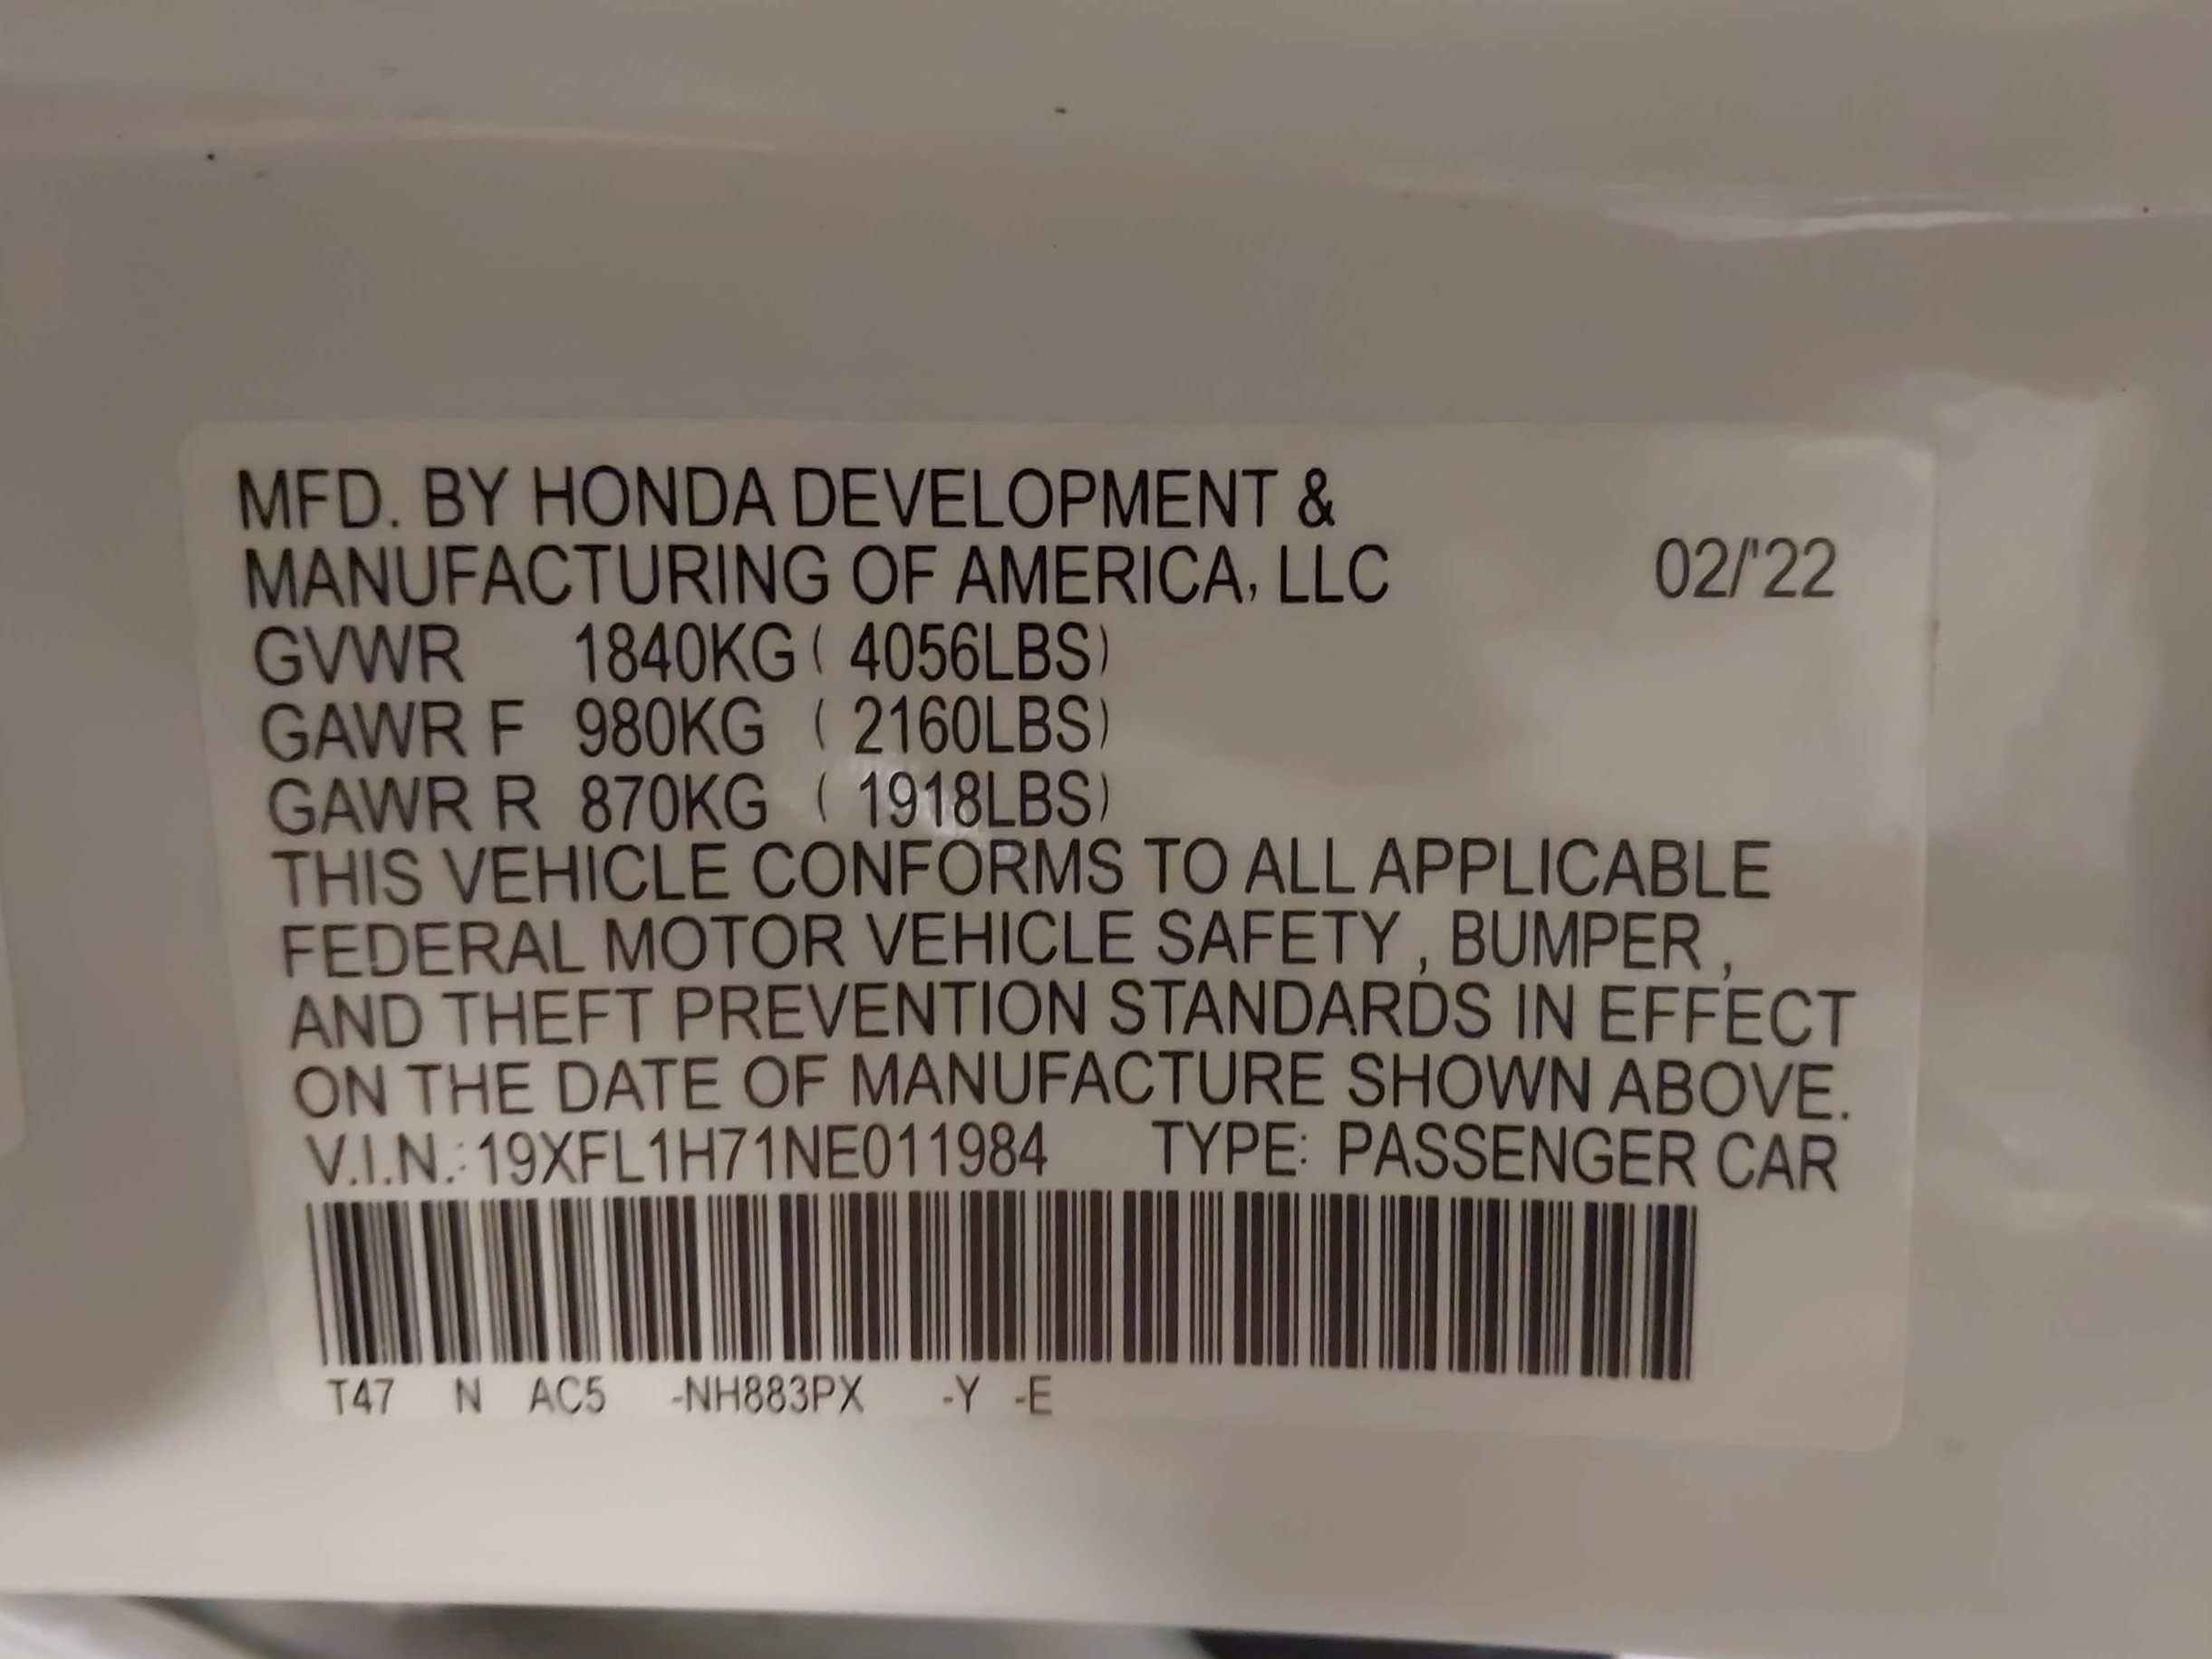 MFD. BY HONDA DEVELOPMENT &
MANUFACTURING OF AMERICA, LLC 02/'22
GVWR 1840KG ( 4056LBS)
GAWR F 980KG ( 2160LBS)
GAWR R 870KG ( 1918LBS)
THIS VEHICLE CONFORMS TO ALL APPLICABLE
FEDERAL MOTOR VEHICLE SAFETY , BUMPER ,
AND THEFT PREVENTION STANDARDS IN EFFECT
ON THE DATE OF MANUFACTURE SHOWN ABOVE.
V.I.N.: 19XFL1H71NE011984 TYPE: PASSENGER CAR
T47 N AC5 -NH883PX -Y -E